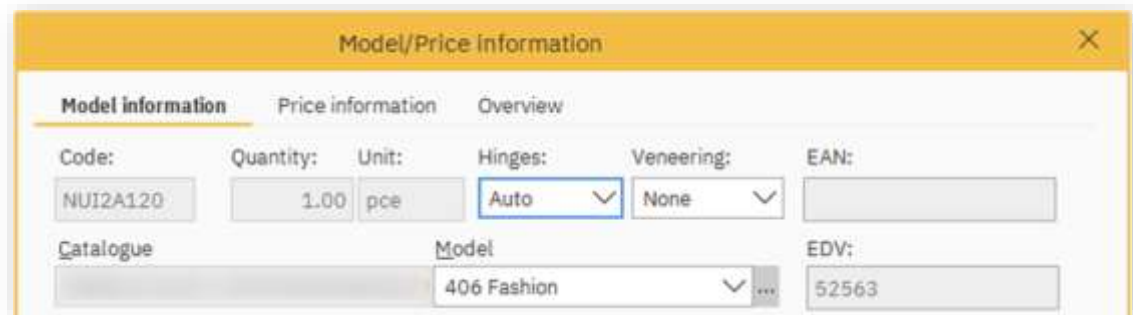 Model/Price information
Model information Price information Overview
Code: Quantity: Unit: Hinges: Veneering: EAN:
NUI2A120 1.00 pce Auto None
Catalogue Model EDV:
406 Fashion ... 52563